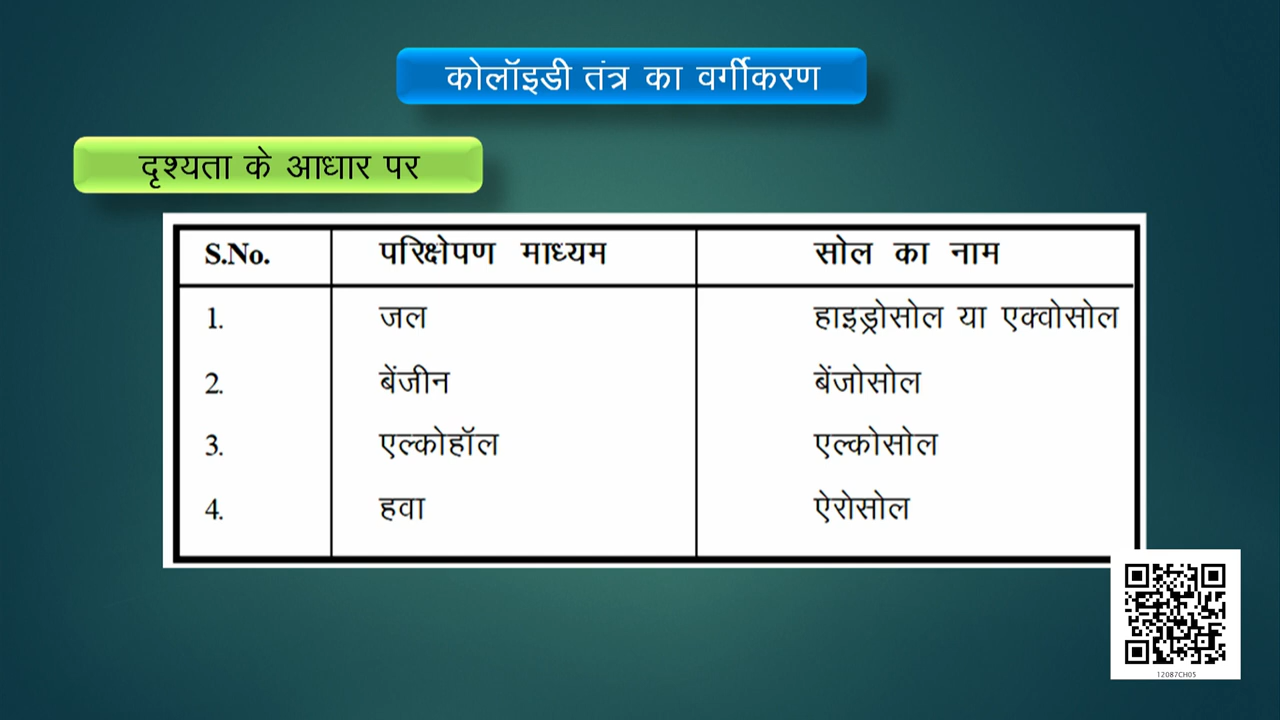 कोलॉइडी तंत्र का वर्गीकरण
दृश्यता के आधार पर
S.No. परिक्षेपण माध्यम सोल का नाम
1. जल हाइड्रोसोल या एक्वोसोल
2. बेंजीन बेंजोसोल
3. एल्कोहॉल एल्कोसोल
4. हवा ऐरोसोल
12087CH05